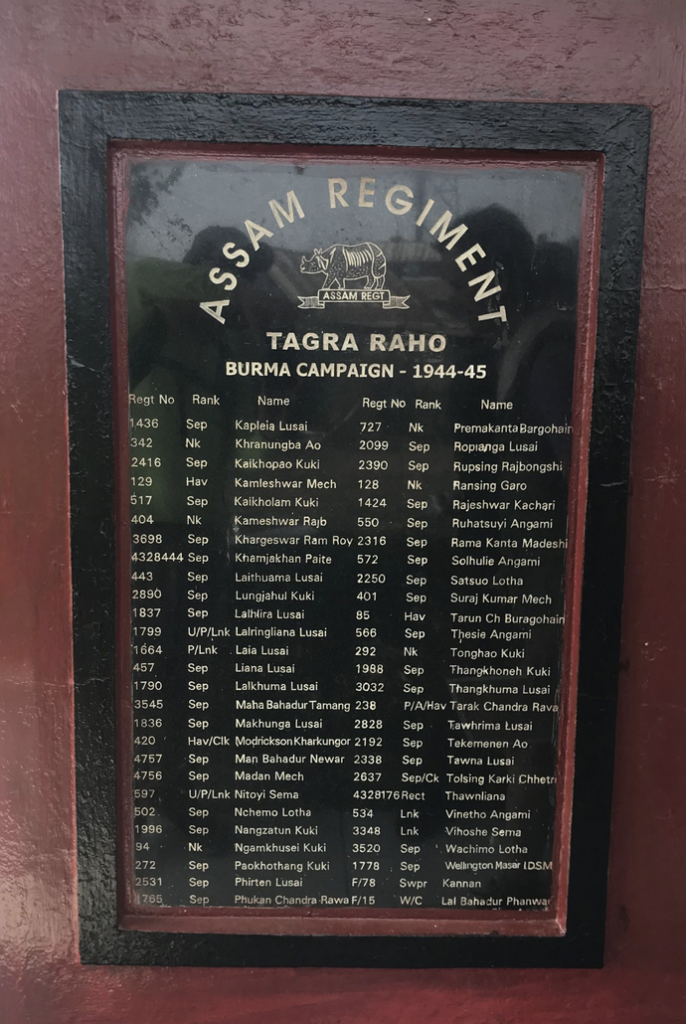 ASSAM REGIMENT
ASSAM REGT
TAGRA RAHO
BURMA CAMPAIGN - 1944-45
Regt No Rank Name Regt No Rank Name
1436 Sep Kapleia Lusai 727 Nk Premakanta Bargohain
342 Nk Khranungba Ao 2099 Sep Lusai
2416 Sep Kaikhopao Kuki 2390 Sep Rupsing Rajbongshi
129 Hav Kamleshwar Mech 128 Nk Ransing Garo
517 Sep Kaikholam Kuki 1424 Sep Rajeshwar Kachari
404 Nk Kameshwar Rajb 550 Sep Ruhatsuyi Angami
3698 Sep Khargeswar Ram Roy 2316 Sep Rama Kanta Madeshi
4328444 Sep Khamjakhan Paite 572 Sep Solhulie Angami
443 Sep Laithuama Lusai 2250 Sep Satsuo Lotha
2890 Sep Lungjahul Kuki 401 Sep Suraj Kumar Mech
1837 Sep Lalhlira Lusai 85 Hav Tarun Ch Buragohain
1799 U/P/Lnk Lalringliana Lusai 566 Sep Thesie Angami
1664 P/Lnk Laia Lusai 292 Nk Tonghao Kuki
457 Sep Liana Lusai 1988 Sep Thangkhoneh Kuki
1790 Sep Lalkhuma Lusai 3032 Sep Thangkhuma Lusai
3545 Sep Maha Bahadur Tamang 238 P/A/Hav Tarak Chandra Rava
1836 Sep Makhunga Lusai 2828 Sep Tawhrima Lusai
420 Hav/Clk Modrickson Kharkungor 2192 Sep Tekemenen Ao
4757 Sep Man Bahadur Newar 2338 Sep Tawna Lusai
4756 Sep Madan Mech 2637 Sep/Ck Tolsing Karki Chhetri
597 U/P/Lnk Nitoyi Sema 4328176 Rect Thawnliana
502 Sep Nchemo Lotha 534 Lnk Vinetho Angami
1996 Sep Nangzatun Kuki 3348 Lnk Vihoshe Sema
94 Nk Ngamkhusei Kuki 3520 Sep Wachimo Lotha
272 Sep Paokhothang Kuki 1778 Sep Wellington Massar I.D.S.M
2531 Sep Phirten Lusai F/78 Swpr Kannan
1765 Sep Phukan Chandra Rawa F/15 W/C Lal Bahadur